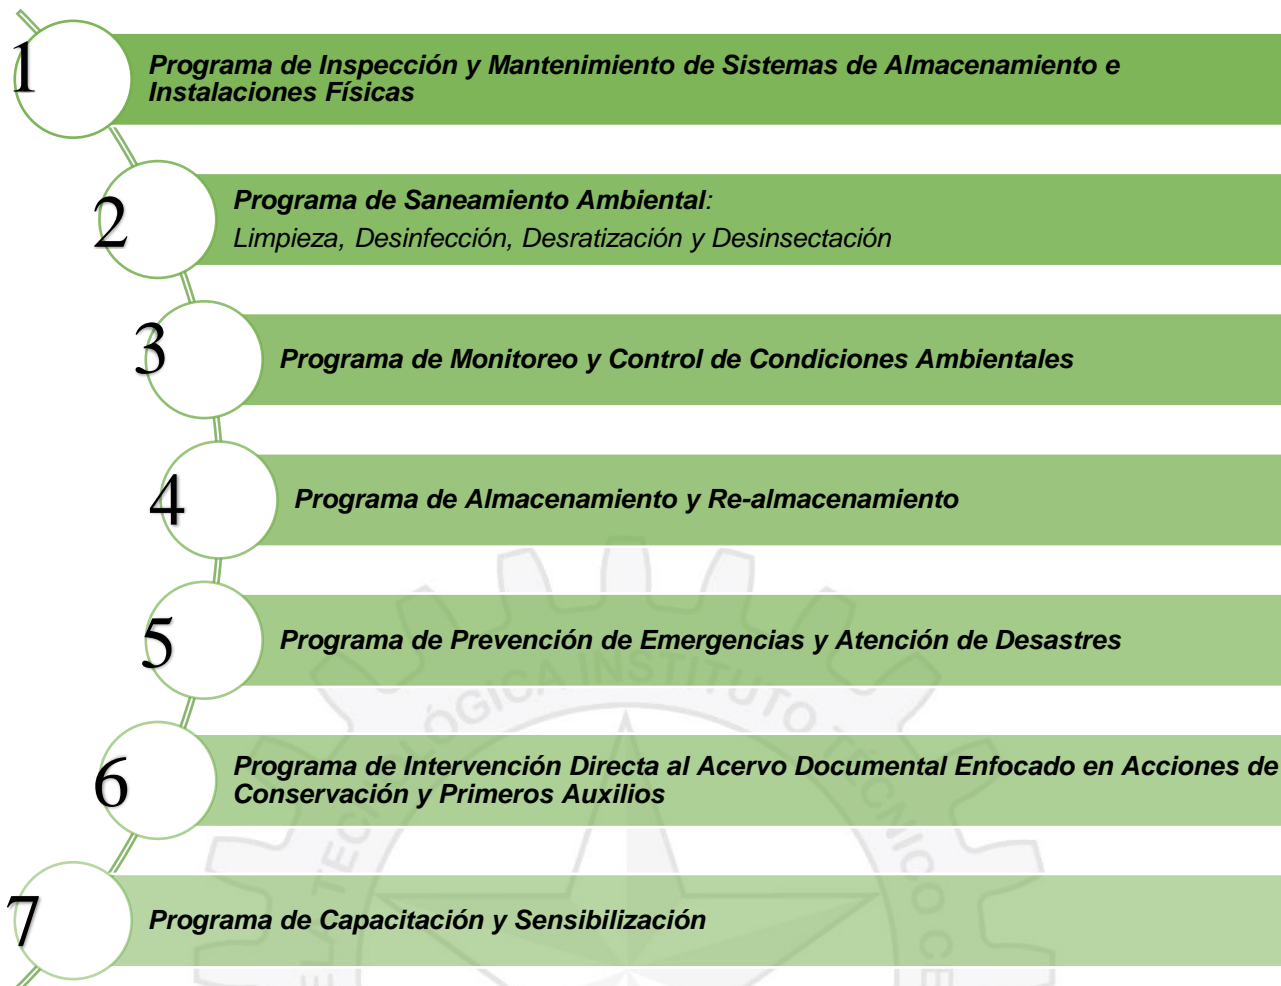 1
Programa de Inspección y Mantenimiento de Sistemas de Almacenamiento e
Instalaciones Físicas
2
Programa de Saneamiento Ambiental:
Limpieza, Desinfección, Desratización y Desinsectación
3
Programa de Monitoreo y Control de Condiciones Ambientales
4
Programa de Almacenamiento y Re-almacenamiento
5
Programa de Prevención de Emergencias y Atención de Desastres
6
Programa de Intervención Directa al Acervo Documental Enfocado en Acciones de
Conservación y Primeros Auxilios
7
Programa de Capacitación y Sensibilización
INSTITUTO TÉCNICO